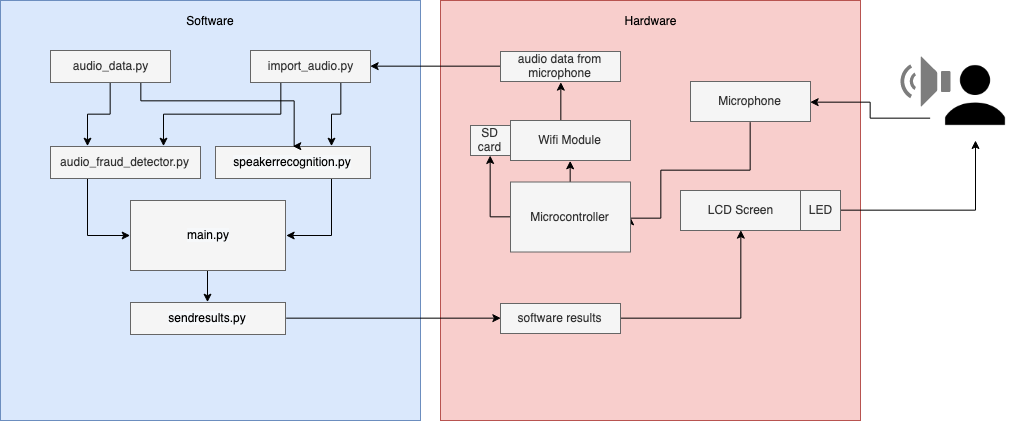 Software
Hardware
audio_data.py
import_audio.py
audio data from
microphone
Microphone
SD
card
Wifi Module
audio_fraud_detector.py
speakerrecognition.py
Microcontroller
LCD Screen
LED
main.py
sendresults.py
software results